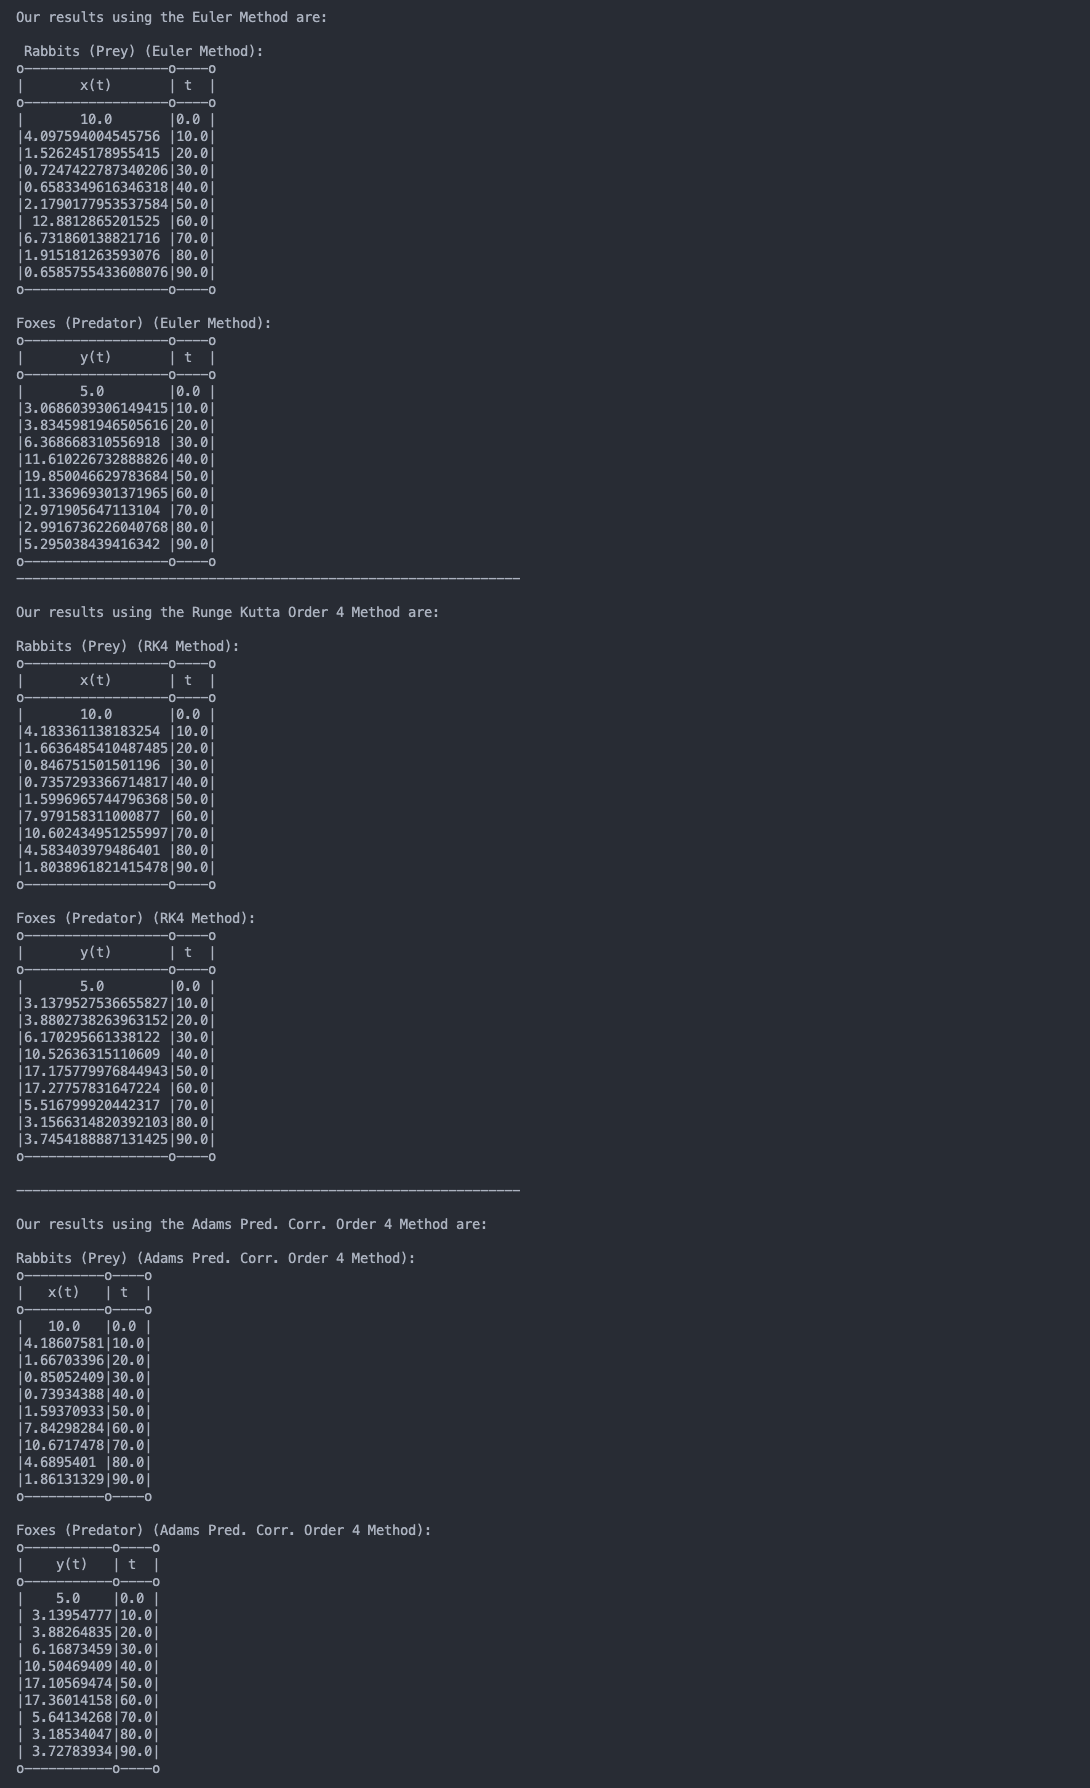 Our results using the Euler Method are:
 Rabbits (Prey) (Euler Method):
o——————————————————o————o
|       x(t)       | t  |
o——————————————————o————o
|       10.0       |0.0 |
|4.097594004545756 |10.0|
|1.526245178955415 |20.0|
|0.7247422787340206|30.0|
|0.6583349616346318|40.0|
|2.1790177953537584|50.0|
| 12.8812865201525 |60.0|
|6.731860138821716 |70.0|
|1.915181263593076 |80.0|
|0.6585755433608076|90.0|
o——————————————————o————o
Foxes (Predator) (Euler Method):
o——————————————————o————o
|       y(t)       | t  |
o——————————————————o————o
|       5.0        |0.0 |
|3.0686039306149415|10.0|
|3.8345981946505616|20.0|
|6.368668310556918 |30.0|
|11.610226732888826|40.0|
|19.850046629783684|50.0|
|11.336969301371965|60.0|
|2.971905647113104 |70.0|
|2.9916736226040768|80.0|
|5.295038439416342 |90.0|
o——————————————————o————o
———————————————————————————————————————————————————————————————
Our results using the Runge Kutta Order 4 Method are:
Rabbits (Prey) (RK4 Method):
o——————————————————o————o
|       x(t)       | t  |
o——————————————————o————o
|       10.0       |0.0 |
|4.183361138183254 |10.0|
|1.6636485410487485|20.0|
|0.846751501501196 |30.0|
|0.7357293366714817|40.0|
|1.5996965744796368|50.0|
|7.979158311000877 |60.0|
|10.602434951255997|70.0|
|4.583403979486401 |80.0|
|1.8038961821415478|90.0|
o——————————————————o————o
Foxes (Predator) (RK4 Method):
o——————————————————o————o
|       y(t)       | t  |
o——————————————————o————o
|       5.0        |0.0 |
|3.1379527536655827|10.0|
|3.8802738263963152|20.0|
|6.170295661338122 |30.0|
|10.52636315110609 |40.0|
|17.175779976844943|50.0|
|17.27757831647224 |60.0|
|5.516799920442317 |70.0|
|3.1566314820392103|80.0|
|3.7454188887131425|90.0|
o——————————————————o————o
———————————————————————————————————————————————————————————————
Our results using the Adams Pred. Corr. Order 4 Method are:
Rabbits (Prey) (Adams Pred. Corr. Order 4 Method):
o——————————o————o
|   x(t)   | t  |
o——————————o————o
|   10.0   |0.0 |
|4.18607581|10.0|
|1.66703396|20.0|
|0.85052409|30.0|
|0.73934388|40.0|
|1.59370933|50.0|
|7.84298284|60.0|
|10.6717478|70.0|
|4.6895401 |80.0|
|1.86131329|90.0|
o——————————o————o
Foxes (Predator) (Adams Pred. Corr. Order 4 Method):
o———————————o————o
|    y(t)   | t  |
o———————————o————o
|    5.0    |0.0 |
| 3.13954777|10.0|
| 3.88264835|20.0|
| 6.16873459|30.0|
|10.50469409|40.0|
|17.10569474|50.0|
|17.36014158|60.0|
| 5.64134268|70.0|
| 3.18534047|80.0|
| 3.72783934|90.0|
o———————————o————o